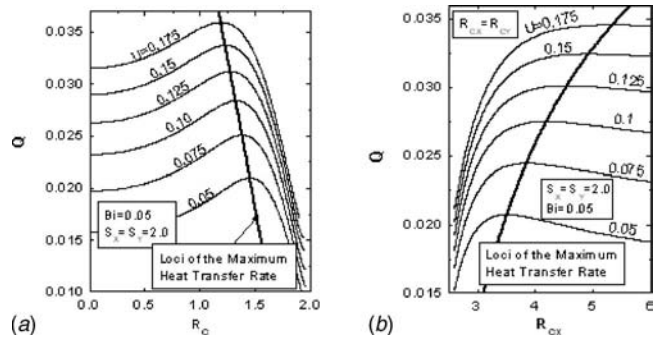 0.035
0.030
0.025
0.020
0.015
0.010
Q
U=0.175
0.15
0.125
0.10
0.075
0.05
Bi=0.05
S_X=S_Y=2.0
Loci of the Maximum
Heat Transfer Rate
0.0 0.5 1.0 1.5 2.0
R_C
(a)
0.035
0.030
0.025
0.020
0.015
Q
R_CX=R_CY
U=0.175
0.15
0.125
0.1
0.075
0.05
S_X=S_Y=2.0
Bi=0.05
Loci of the Maximum
Heat Transfer Rate
3 4 5 6
R_CX
(b)